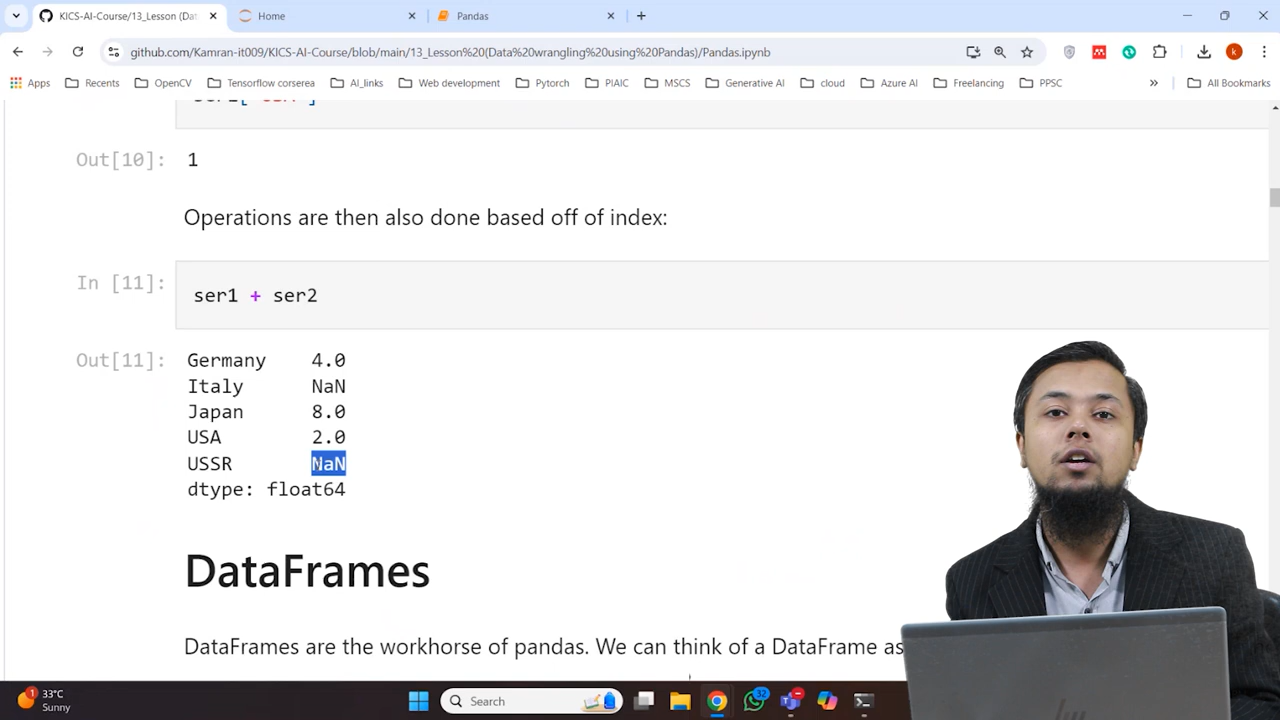 KICS-AI-Course/13_Lesson (Dat
Home
Pandas
github.com/Kamran-it009/KICS-AI-Course/blob/main/13_Lesson%20(Data%20wrangling%20using%20Pandas)/Pandas.ipynb
Apps
Recents
OpenCV
Tensorflow corserea
AI_links
Web development
Pytorch
PIAIC
MSCS
Generative AI
cloud
Azure AI
Freelancing
PPSC
All Bookmarks
Out[10]: 1
Operations are then also done based off of index:
In [11]: ser1 + ser2
Out[11]: Germany 4.0
Italy NaN
Japan 8.0
USA 2.0
USSR NaN
dtype: float64
DataFrames
DataFrames are the workhorse of pandas. We can think of a DataFrame as
33°C
Sunny
Search
hp